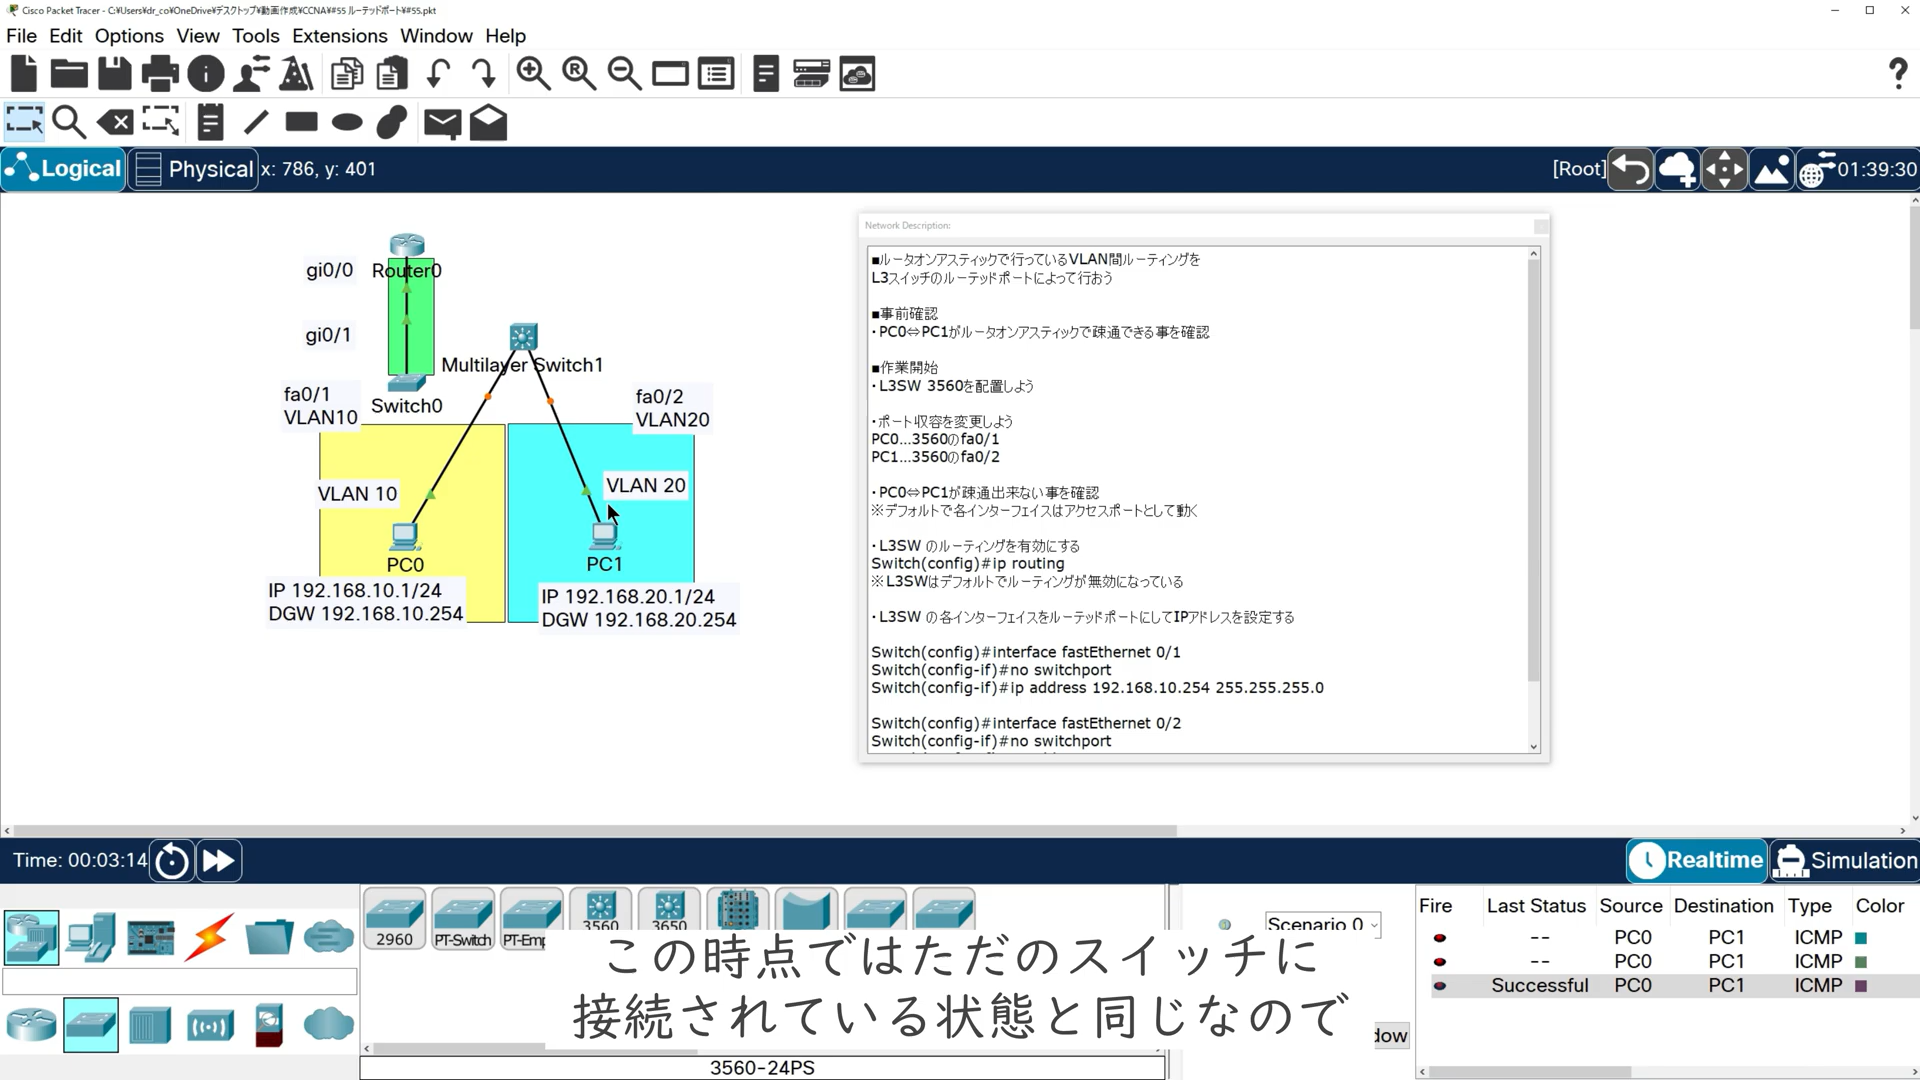 Cisco Packet Tracer - C:¥Users¥dr_co¥OneDrive¥デスクトップ¥動画作成¥CCNA¥#55 ルーテッドポート¥#55.pkt
File Edit Options View Tools Extensions Window Help
Logical Physical x: 786, y: 401 [Root] 01:39:30
gi0/0 Router0
gi0/1
Multilayer Switch1
fa0/1
VLAN10
Switch0
fa0/2
VLAN20
VLAN 10
VLAN 20
PC0
PC1
IP 192.168.10.1/24
DGW 192.168.10.254
IP 192.168.20.1/24
DGW 192.168.20.254
Network Description:
■ルータオンアスティックで行っているVLAN間ルーティングを
L3スイッチのルーテッドポートによって行おう
■事前確認
・PC0⇔PC1がルータオンアスティックで疎通できる事を確認
■作業開始
・L3SW 3560を配置しよう
・ポート収容を変更しよう
PC0...3560のfa0/1
PC1...3560のfa0/2
・PC0⇔PC1が疎通出来ない事を確認
※デフォルトで各インターフェイスはアクセスポートとして動く
・L3SW のルーティングを有効にする
Switch(config)#ip routing
※L3SWはデフォルトでルーティングが無効になっている
・L3SW の各インターフェイスをルーテッドポートにしてIPアドレスを設定する
Switch(config)#interface fastEthernet 0/1
Switch(config-if)#no switchport
Switch(config-if)#ip address 192.168.10.254 255.255.255.0
Switch(config)#interface fastEthernet 0/2
Switch(config-if)#no switchport
Time: 00:03:14 Realtime Simulation
2960 PT-Switch PT-Emp 3560 3650
Scenario 0
Fire Last Status Source Destination Type Color
-- PC0 PC1 ICMP
-- PC0 PC1 ICMP
Successful PC0 PC1 ICMP
この時点ではただのスイッチに
接続されている状態と同じなので
dow
3560-24PS